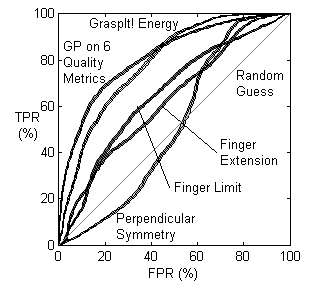 GraspIt! Energy
GP on 6
Quality
Metrics
Random
Guess
Finger
Extension
Finger Limit
Perpendicular
Symmetry
TPR
(%)
100
80
60
40
20
0
0 20 40 60 80 100
FPR (%)